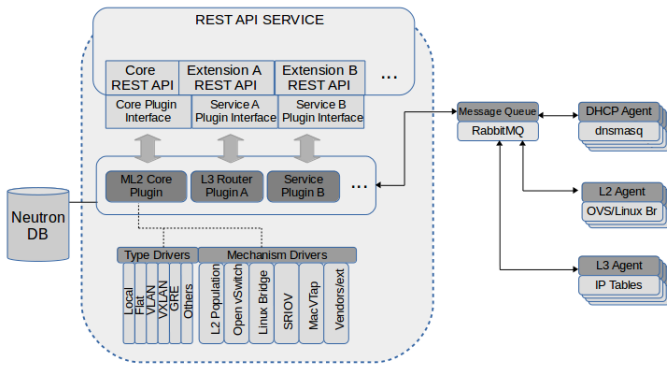 REST API SERVICE
Core
REST API
Extension A
REST API
Extension B
REST API
...
Core Plugin
Interface
Service A
Plugin Interface
Service B
Plugin Interface
ML2 Core
Plugin
L3 Router
Plugin A
Service
Plugin B
...
Neutron
DB
Type Drivers
Local
Flat
VLAN
VXLAN
GRE
Others
Mechanism Drivers
L2 Population
Open vSwitch
Linux Bridge
SRIOV
MacVTap
Vendors/ext
Message Queue
RabbitMQ
DHCP Agent
dnsmasq
L2 Agent
OVS/Linux Br
L3 Agent
IP Tables